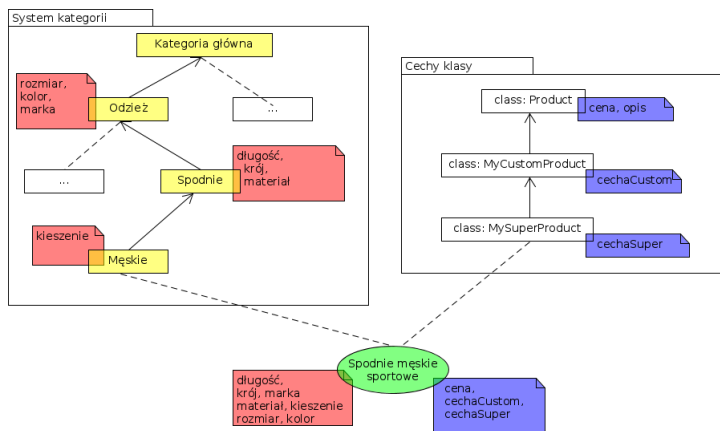 System kategorii
Kategoria główna
rozmiar,
kolor,
marka
Odzież
...
długość,
krój,
materiał
...
Spodnie
kieszenie
Męskie
Cechy klasy
class: Product
cena, opis
class: MyCustomProduct
cechaCustom
class: MySuperProduct
cechaSuper
Spodnie męskie
sportowe
długość,
krój, marka
materiał, kieszenie
rozmiar, kolor
cena,
cechaCustom,
cechaSuper